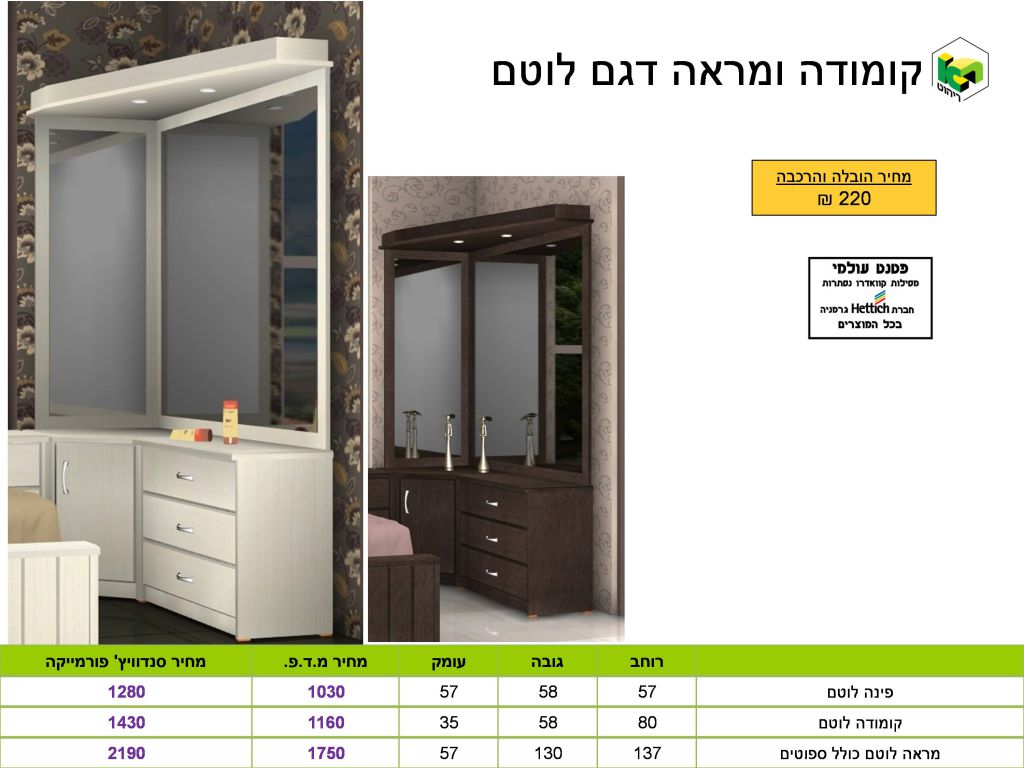 קומודה ומראה דגם לוטם
ריהוט
מחיר הובלה והרכבה
220 ₪
פטנט עולמי
מסילות קוואדרו נסתרות
חברת Hettich גרמניה
בכל המוצרים
רוחב גובה עומק מחיר מ.ד.פ. מחיר סנדוויץ' פורמייקה
פינה לוטם 57 58 57 1030 1280
קומודה לוטם 80 58 35 1160 1430
מראה לוטם כולל ספוטים 137 130 57 1750 2190